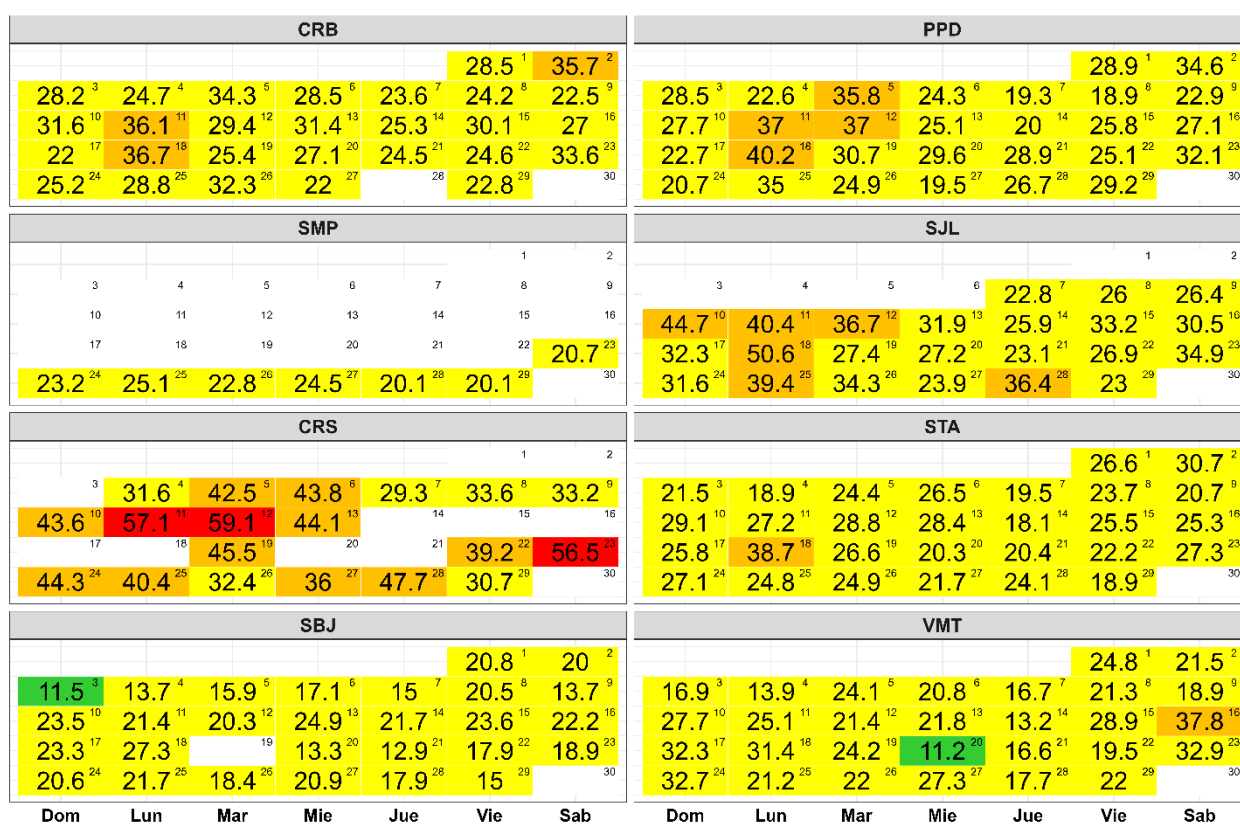 CRB
28.5 1 35.7 2
28.2 3 24.7 4 34.3 5 28.5 6 23.6 7 24.2 8 22.5 9
31.6 10 36.1 11 29.4 12 31.4 13 25.3 14 30.1 15 27 16
22 17 36.7 18 25.4 19 27.1 20 24.5 21 24.6 22 33.6 23
25.2 24 28.8 25 32.3 26 22 27 28 22.8 29 30
PPD
28.9 1 34.6 2
28.5 3 22.6 4 35.8 5 24.3 6 19.3 7 18.9 8 22.9 9
27.7 10 37 11 37 12 25.1 13 20 14 25.8 15 27.1 16
22.7 17 40.2 18 30.7 19 29.6 20 28.9 21 25.1 22 32.1 23
20.7 24 35 25 24.9 26 19.5 27 26.7 28 29.2 29 30
SMP
1 2
3 4 5 6 7 8 9
10 11 12 13 14 15 16
17 18 19 20 21 22 20.7 23
23.2 24 25.1 25 22.8 26 24.5 27 20.1 28 20.1 29 30
SJL
1 2
3 4 5 6 22.8 7 26 8 26.4 9
44.7 10 40.4 11 36.7 12 31.9 13 25.9 14 33.2 15 30.5 16
32.3 17 50.6 18 27.4 19 27.2 20 23.1 21 26.9 22 34.9 23
31.6 24 39.4 25 34.3 26 23.9 27 36.4 28 23 29 30
CRS
1 2
3 31.6 4 42.5 5 43.8 6 29.3 7 33.6 8 33.2 9
43.6 10 57.1 11 59.1 12 44.1 13 14 15 16
17 18 45.5 19 20 21 39.2 22 56.5 23
44.3 24 40.4 25 32.4 26 36 27 47.7 28 30.7 29 30
STA
26.6 1 30.7 2
21.5 3 18.9 4 24.4 5 26.5 6 19.5 7 23.7 8 20.7 9
29.1 10 27.2 11 28.8 12 28.4 13 18.1 14 25.5 15 25.3 16
25.8 17 38.7 18 26.6 19 20.3 20 20.4 21 22.2 22 27.3 23
27.1 24 24.8 25 24.9 26 21.7 27 24.1 28 18.9 29 30
SBJ
20.8 1 20 2
11.5 3 13.7 4 15.9 5 17.1 6 15 7 20.5 8 13.7 9
23.5 10 21.4 11 20.3 12 24.9 13 21.7 14 23.6 15 22.2 16
23.3 17 27.3 18 19 13.3 20 12.9 21 17.9 22 18.9 23
20.6 24 21.7 25 18.4 26 20.9 27 17.9 28 15 29 30
Dom Lun Mar Mie Jue Vie Sab
VMT
24.8 1 21.5 2
16.9 3 13.9 4 24.1 5 20.8 6 16.7 7 21.3 8 18.9 9
27.7 10 25.1 11 21.4 12 21.8 13 13.2 14 28.9 15 37.8 16
32.3 17 31.4 18 24.2 19 11.2 20 16.6 21 19.5 22 32.9 23
32.7 24 21.2 25 22 26 27.3 27 17.7 28 22 29 30
Dom Lun Mar Mie Jue Vie Sab